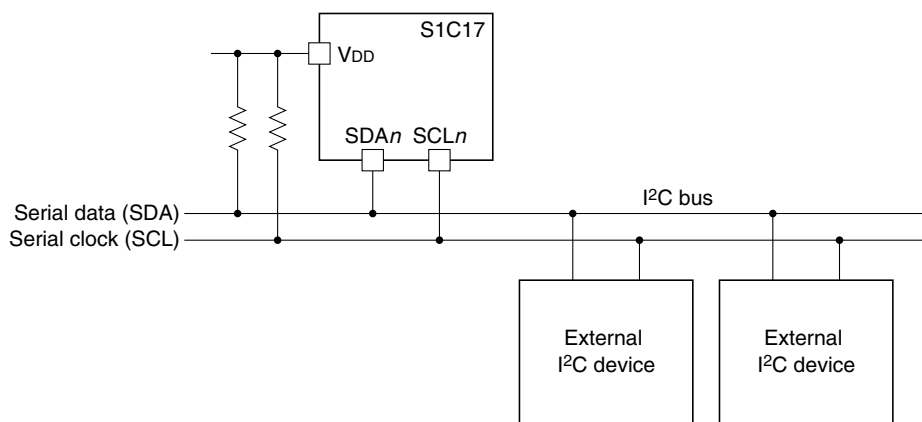 S1C17
VDD
SDAn SCLn
I²C bus
Serial data (SDA)
Serial clock (SCL)
External
I²C device
External
I²C device